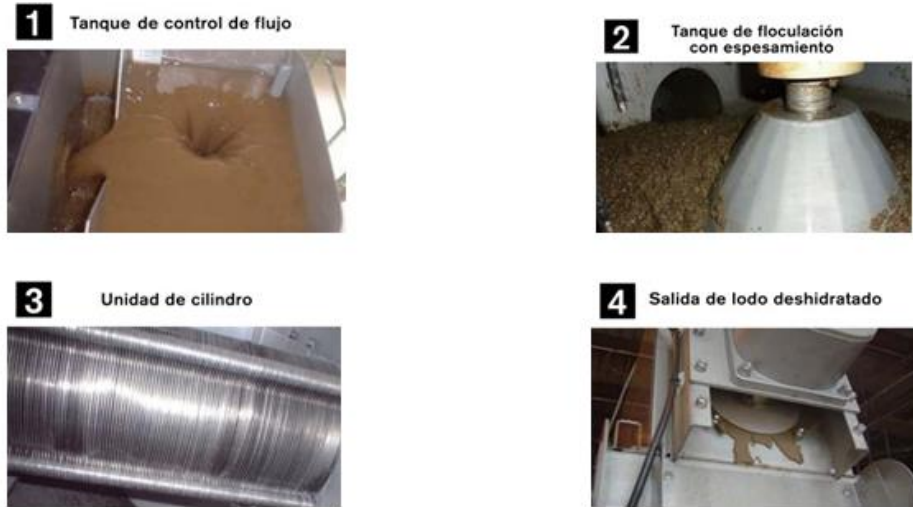 1 Tanque de control de flujo
2 Tanque de floculación
con espesamiento
3 Unidad de cilindro
4 Salida de lodo deshidratado